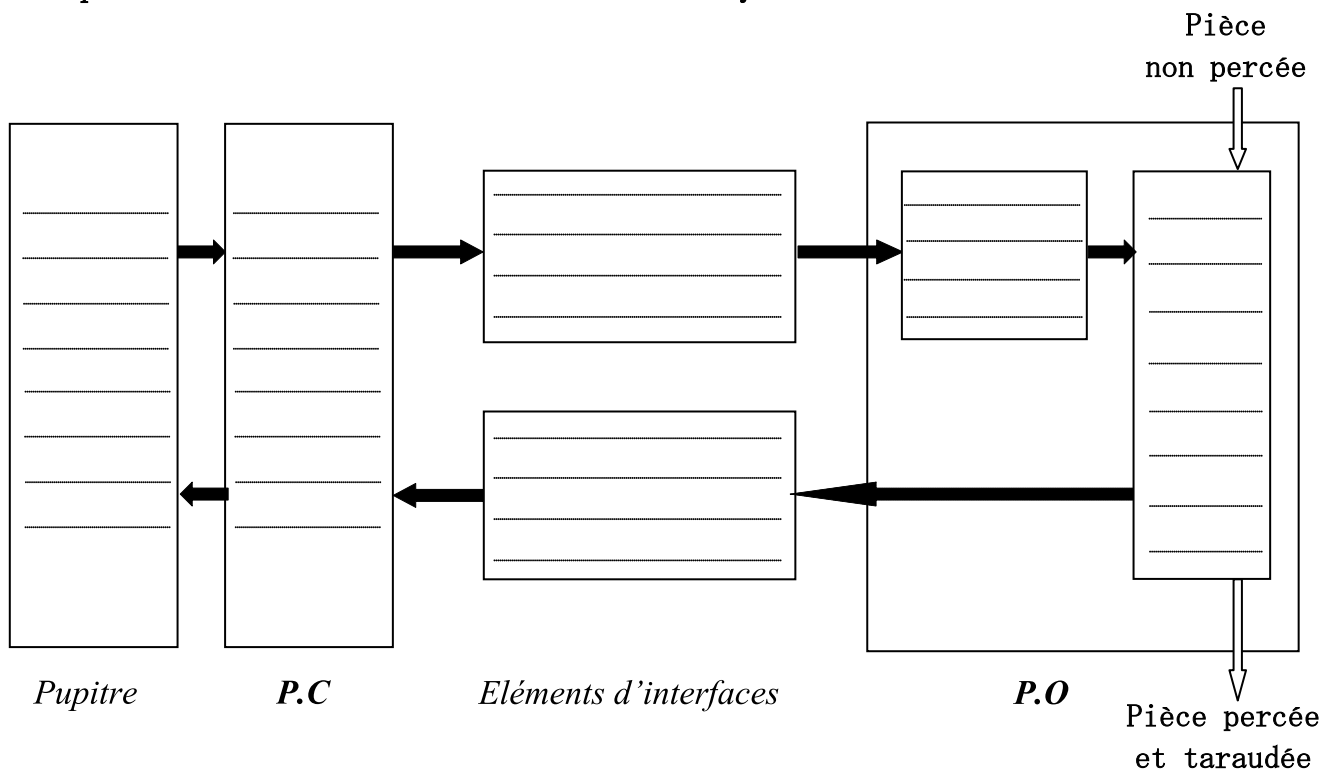 Pièce
non percée
Pupitre
P.C
Eléments d’interfaces
P.O
Pièce percée
et taraudée